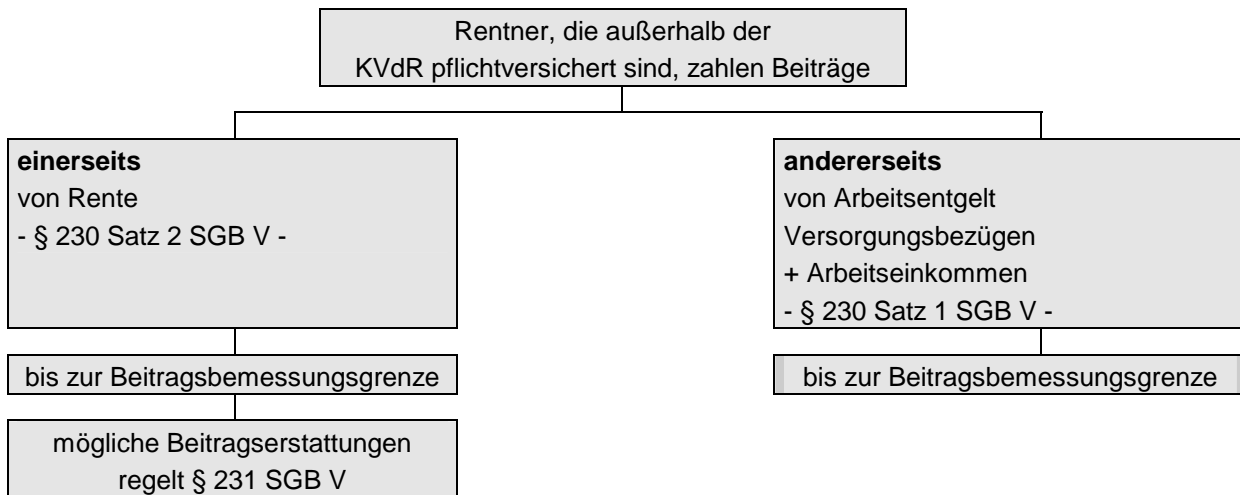 Rentner, die außerhalb der
KVdR pflichtversichert sind, zahlen Beiträge
einerseits
von Rente
- § 230 Satz 2 SGB V -
bis zur Beitragsbemessungsgrenze
mögliche Beitragserstattungen
regelt § 231 SGB V
andererseits
von Arbeitsentgelt
Versorgungsbezügen
+ Arbeitseinkommen
- § 230 Satz 1 SGB V -
bis zur Beitragsbemessungsgrenze